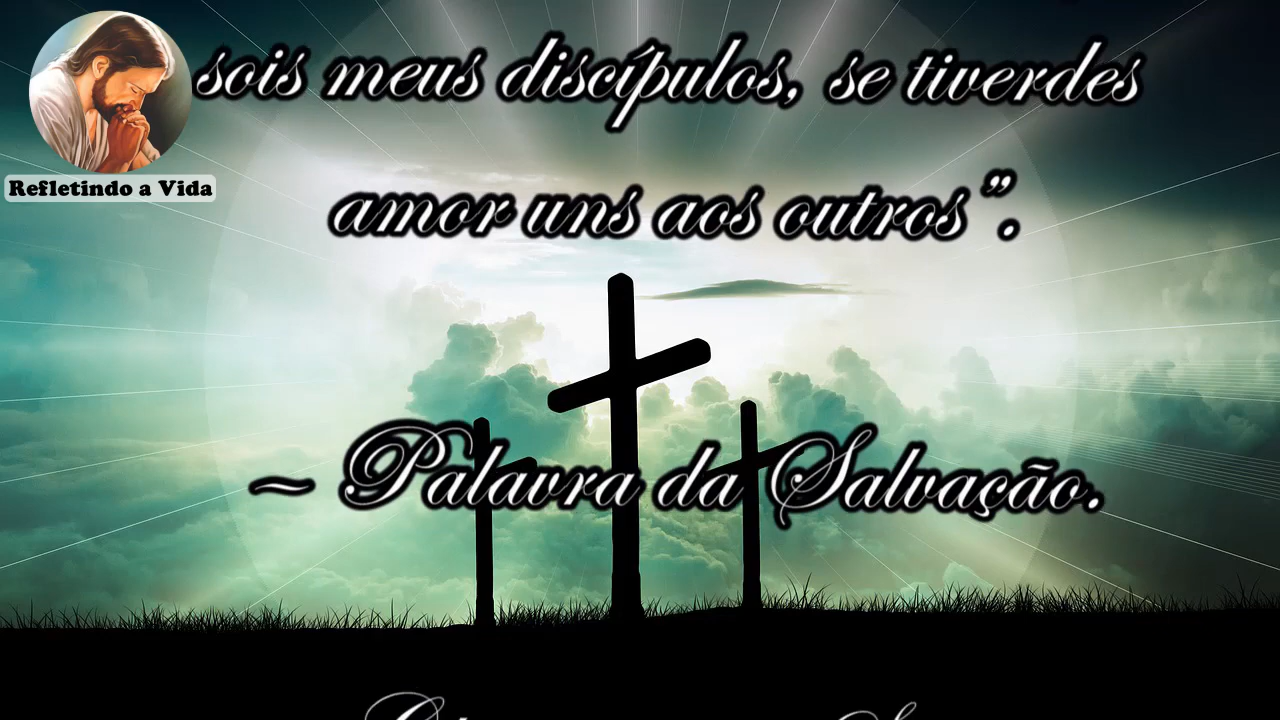 sois meus discípulos, se tiverdes
Refletindo a Vida
amor uns aos outros”.
~ Palavra da Salvação.